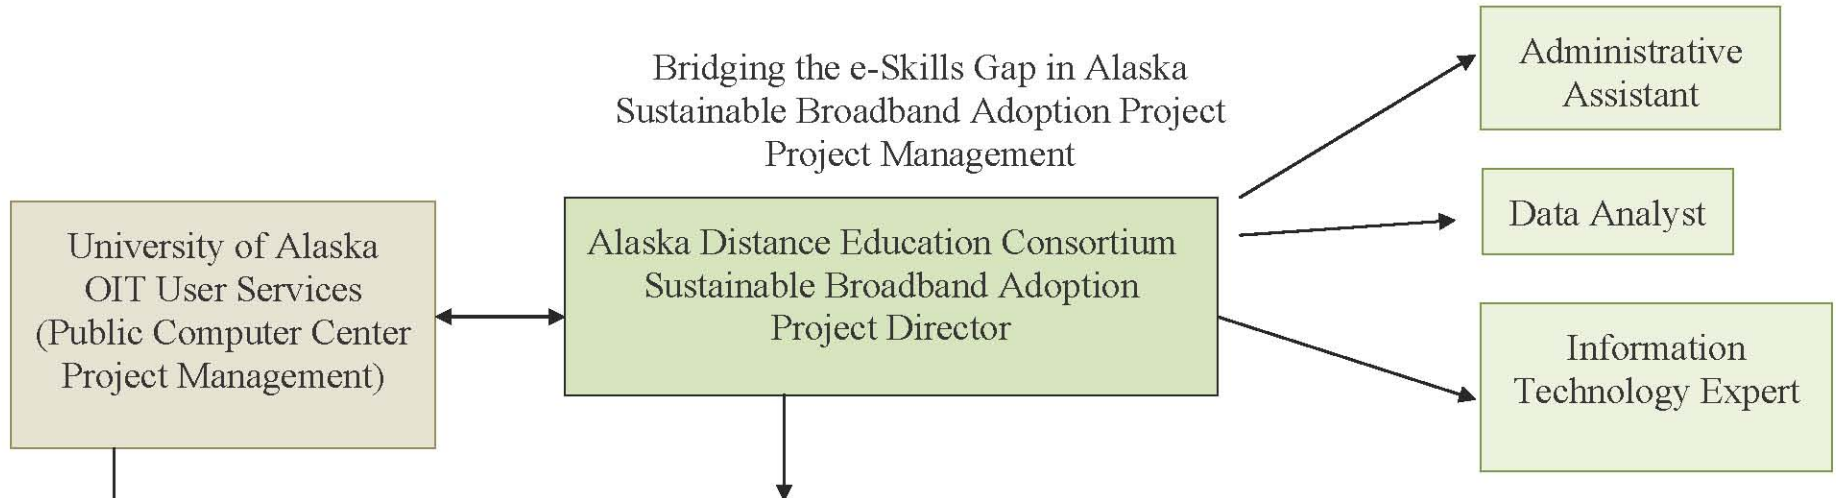 Bridging the e-Skills Gap in Alaska
Sustainable Broadband Adoption Project
Project Management
University of Alaska
OIT User Services
(Public Computer Center
Project Management)
Alaska Distance Education Consortium
Sustainable Broadband Adoption
Project Director
Administrative
Assistant
Data Analyst
Information
Technology Expert